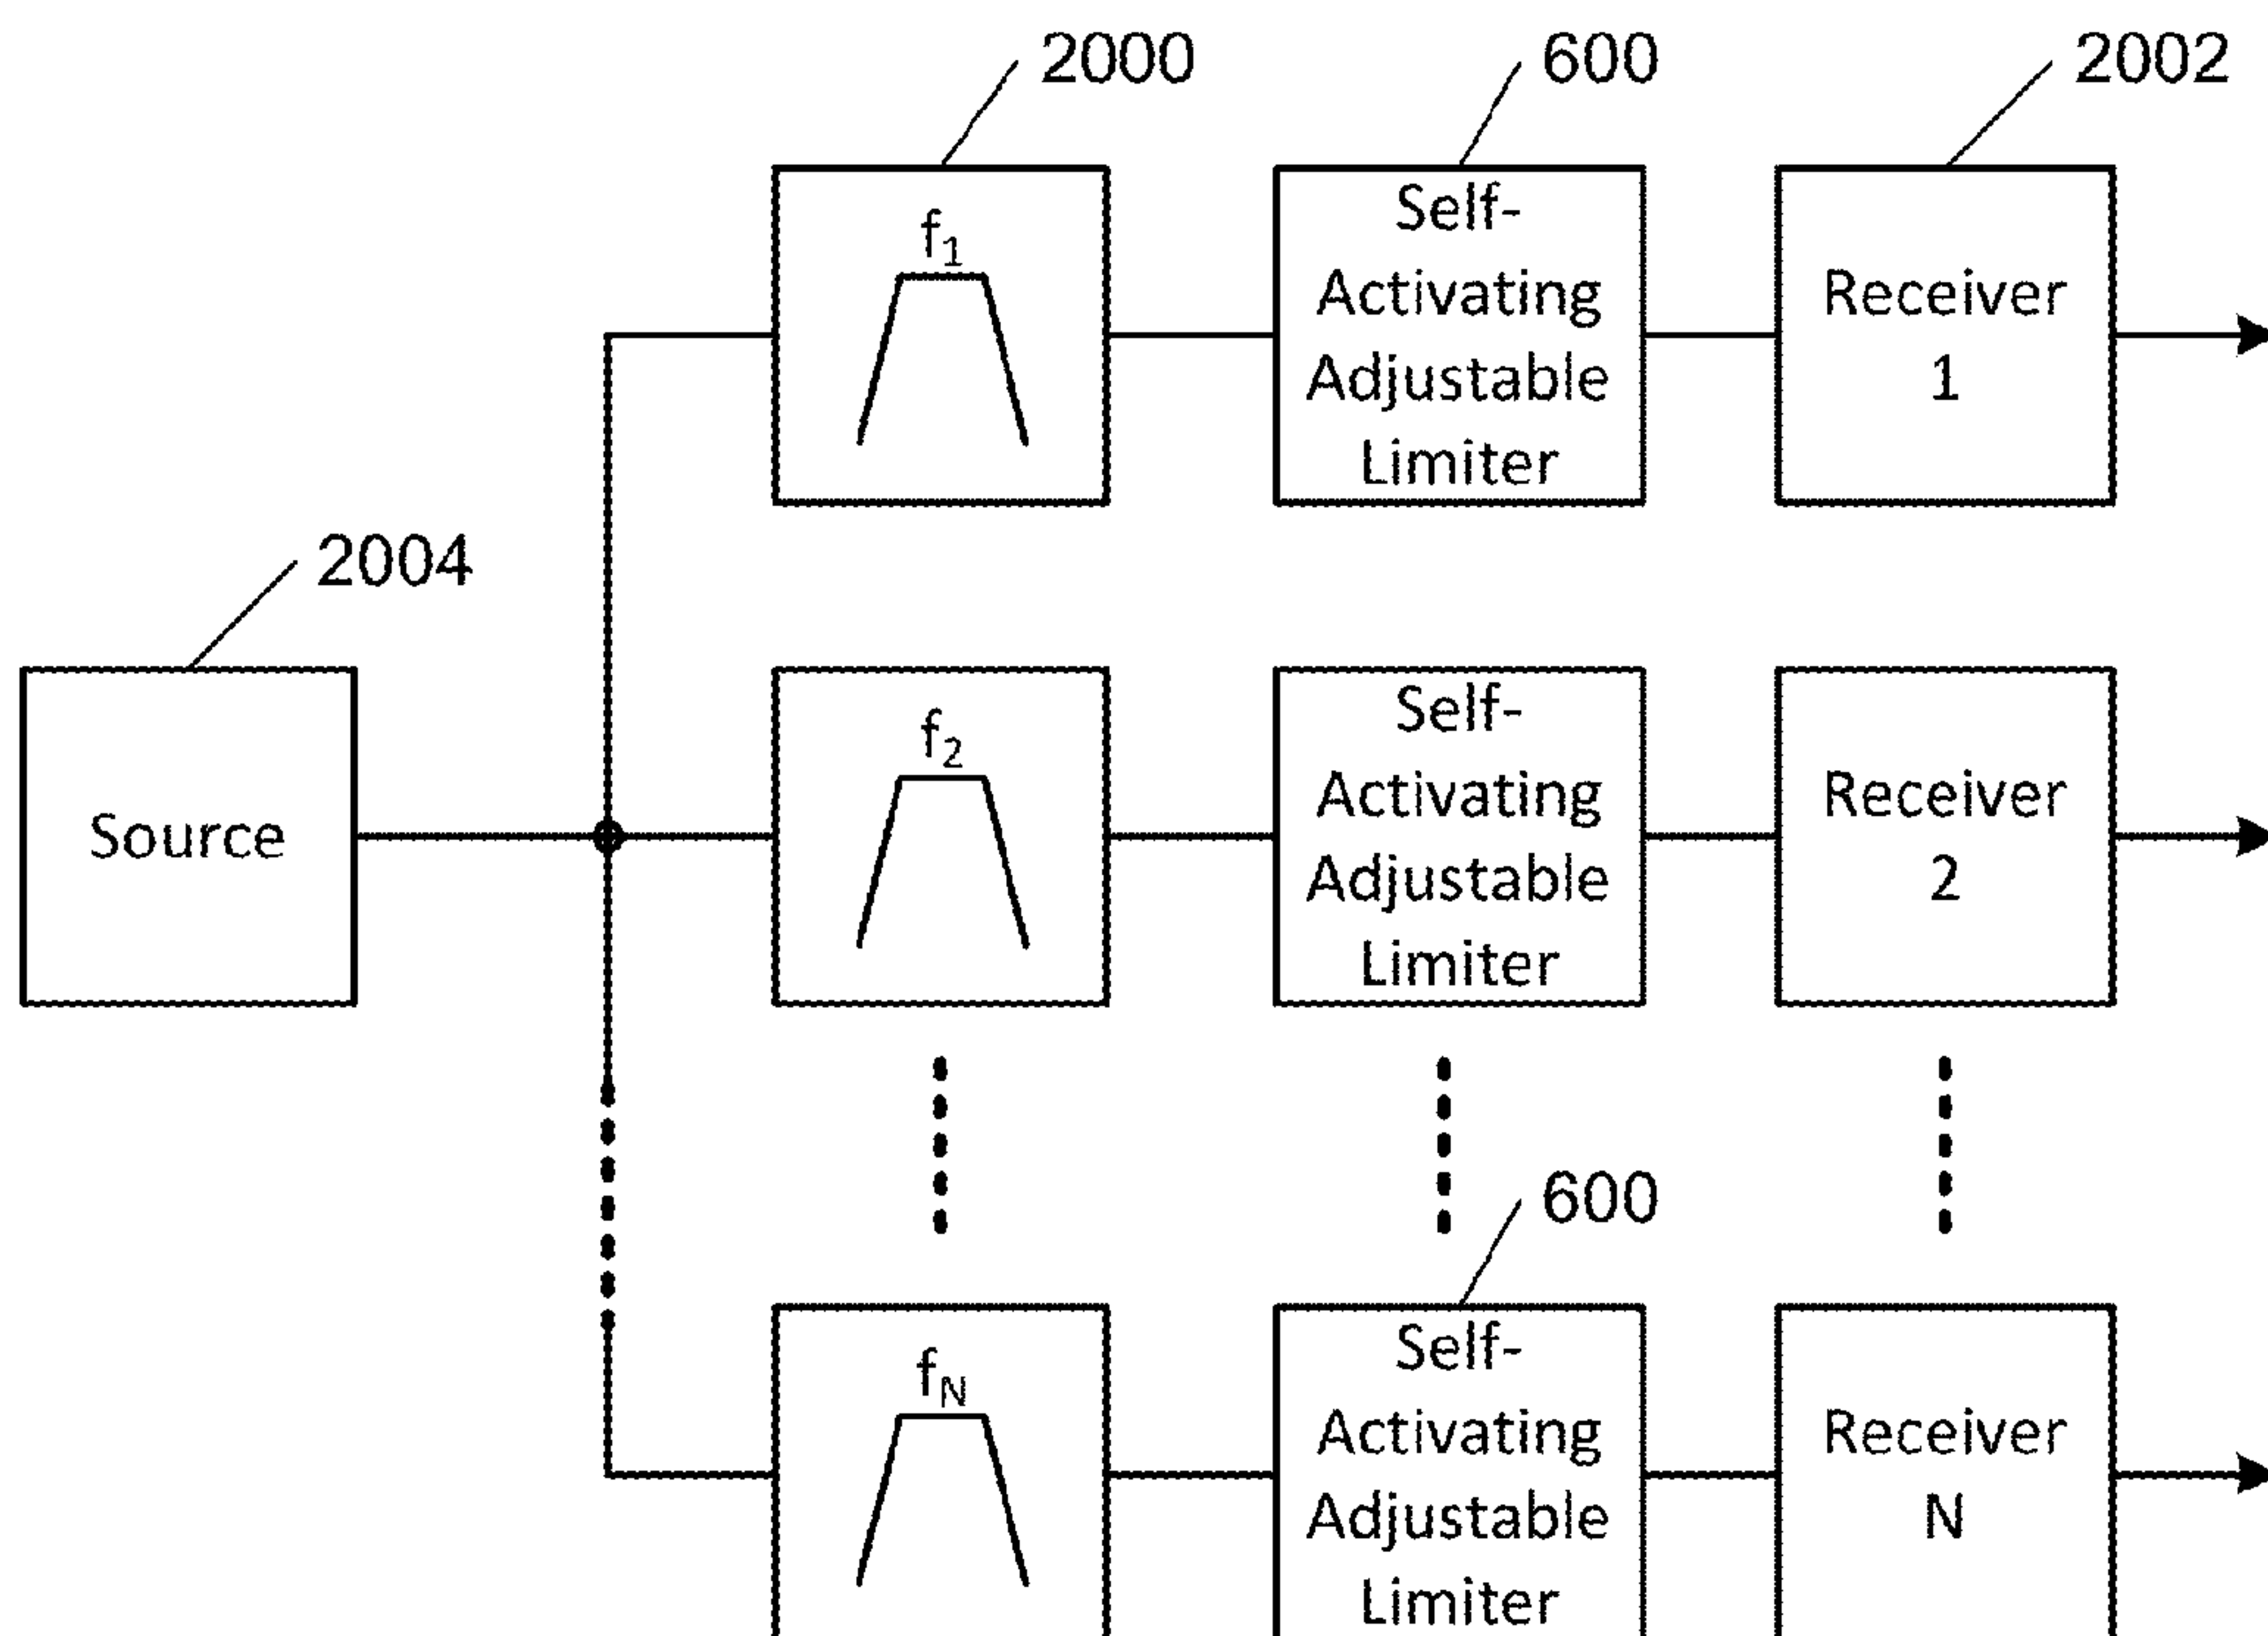 2000
600
2002
f1
Self-
Activating
Adjustable
Limiter
Receiver
1
2004
Source
f2
Self-
Activating
Adjustable
Limiter
Receiver
2
600
fN
Self-
Activating
Adjustable
Limiter
Receiver
N